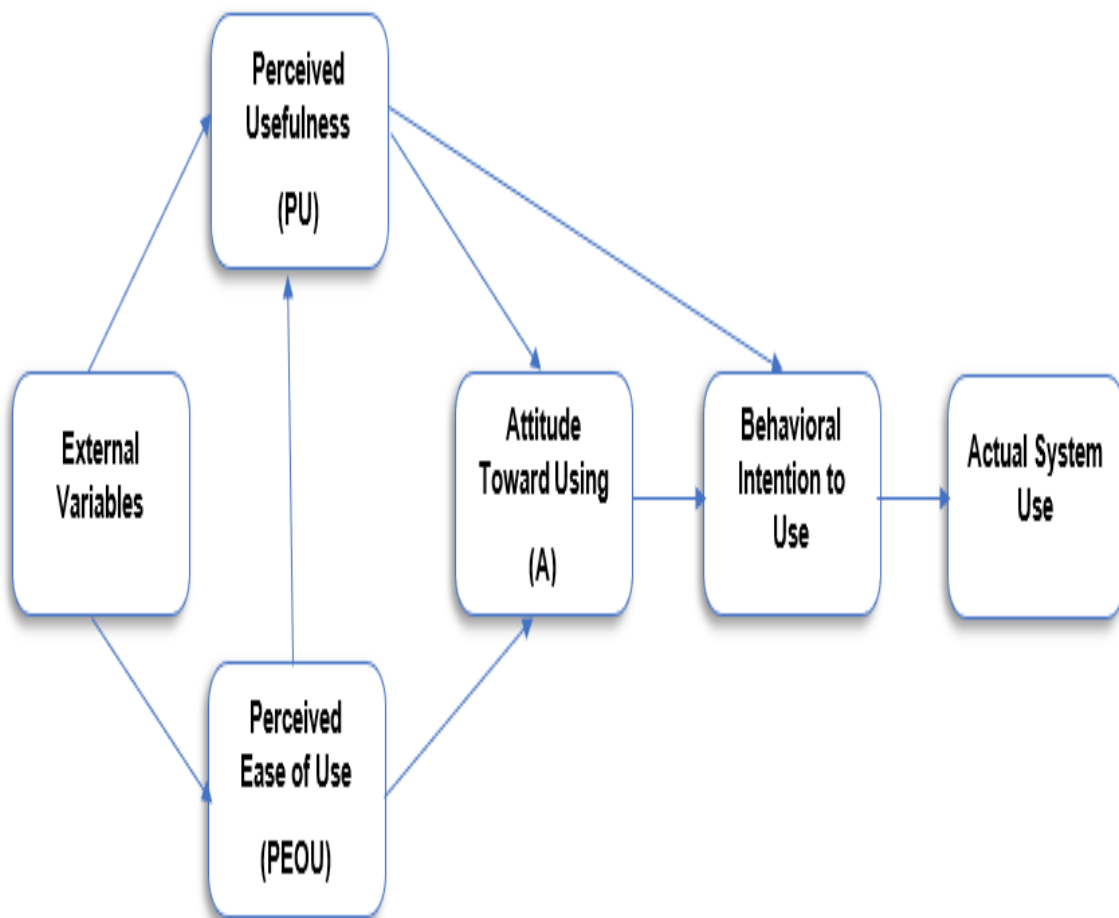 Perceived
Usefulness
(PU)
External
Variables
Attitude
Toward Using
(A)
Behavioral
Intention to
Use
Actual System
Use
Perceived
Ease of Use
(PEOU)